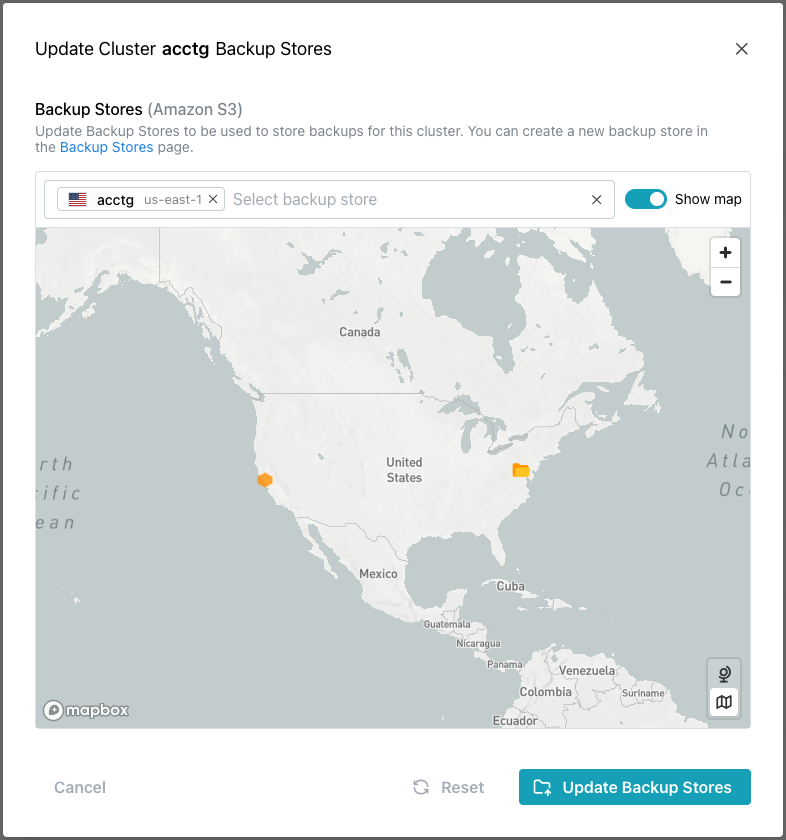 Update Cluster acctg Backup Stores
Backup Stores (Amazon S3)
Update Backup Stores to be used to store backups for this cluster. You can create a new backup store in
the Backup Stores page.
acctg us-east-1 Select backup store
Show map
Canada
United
States
Mexico
Cuba
Guatemala
Nicaragua
Panama
Venezuela
Colombia
Suriname
Ecuador
rth
ific
ean
No
Atla
Oc
mapbox
Cancel
Reset
Update Backup Stores